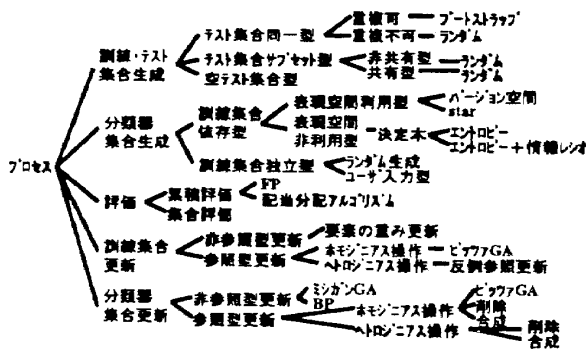 プロセス
訓練・テスト
集合生成
テスト集合同一型
重複可
ブートストラップ
重複不可
ランダム
テスト集合サブセット型
非共有型
ランダム
共有型
ランダム
空テスト集合型
分類器
集合生成
訓練集合
依存型
表現空間利用型
バージョン空間
star
表現空間
非利用型
決定木
エントロピー
エントロピー+情報レシオ
訓練集合独立型
ランダム生成
ユーザ入力型
評価
累積評価
FP
配当分配アルゴリズム
集合評価
訓練集合
更新
非参照型更新
要素の重み更新
参照型更新
ホモジニアス操作
ピッツァGA
ヘトロジニアス操作
反例参照更新
分類器
集合更新
非参照型更新
ミシガンGA
BP
参照型更新
ホモジニアス操作
ピッツァGA
削除
合成
ヘトロジニアス操作
削除
合成